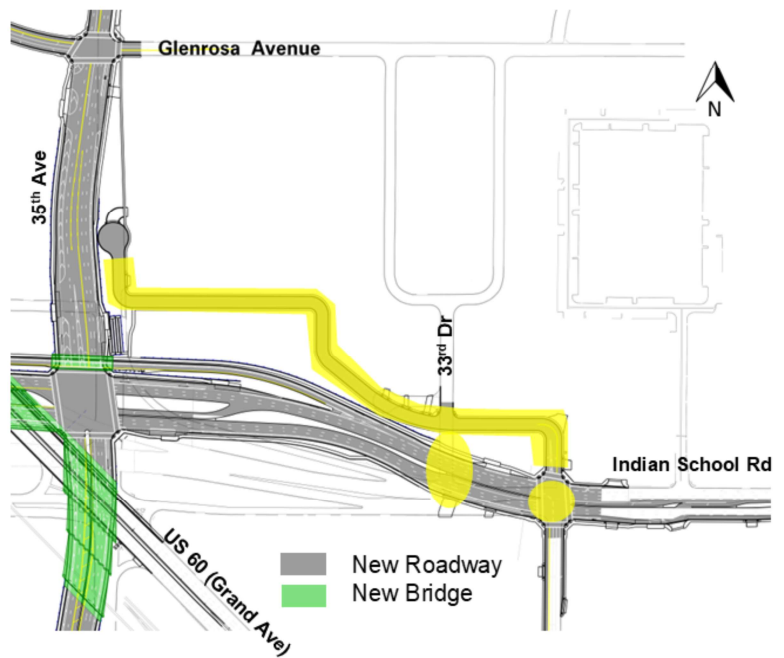 Glenrosa Avenue
N
35th Ave
33rd Dr
Indian School Rd
US 60 (Grand Ave)
New Roadway
New Bridge